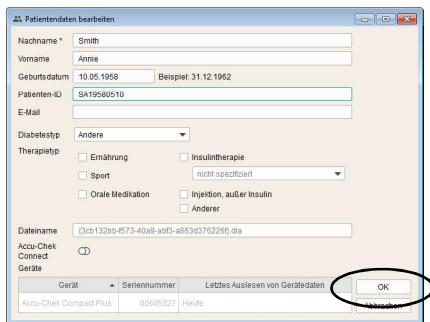 Patientendaten bearbeiten
Nachname * Smith
Vorname Annie
Geburtsdatum 10.05.1958 Beispiel: 31.12.1962
Patienten-ID SA19580510
E-Mail
Diabetestyp Andere
Therapietyp
Ernährung Insulintherapie
Sport nicht spezifiziert
Orale Medikation Injektion, außer Insulin
Anderer
Dateiname {3cb132bb-f573-40a9-abf3-a863d376226f}.dia
Accu-Chek
Connect
Geräte
Gerät Seriennummer Letztes Auslesen von Gerätedaten OK
Accu-Chek Compact Plus 00605527 Heute Abbrechen